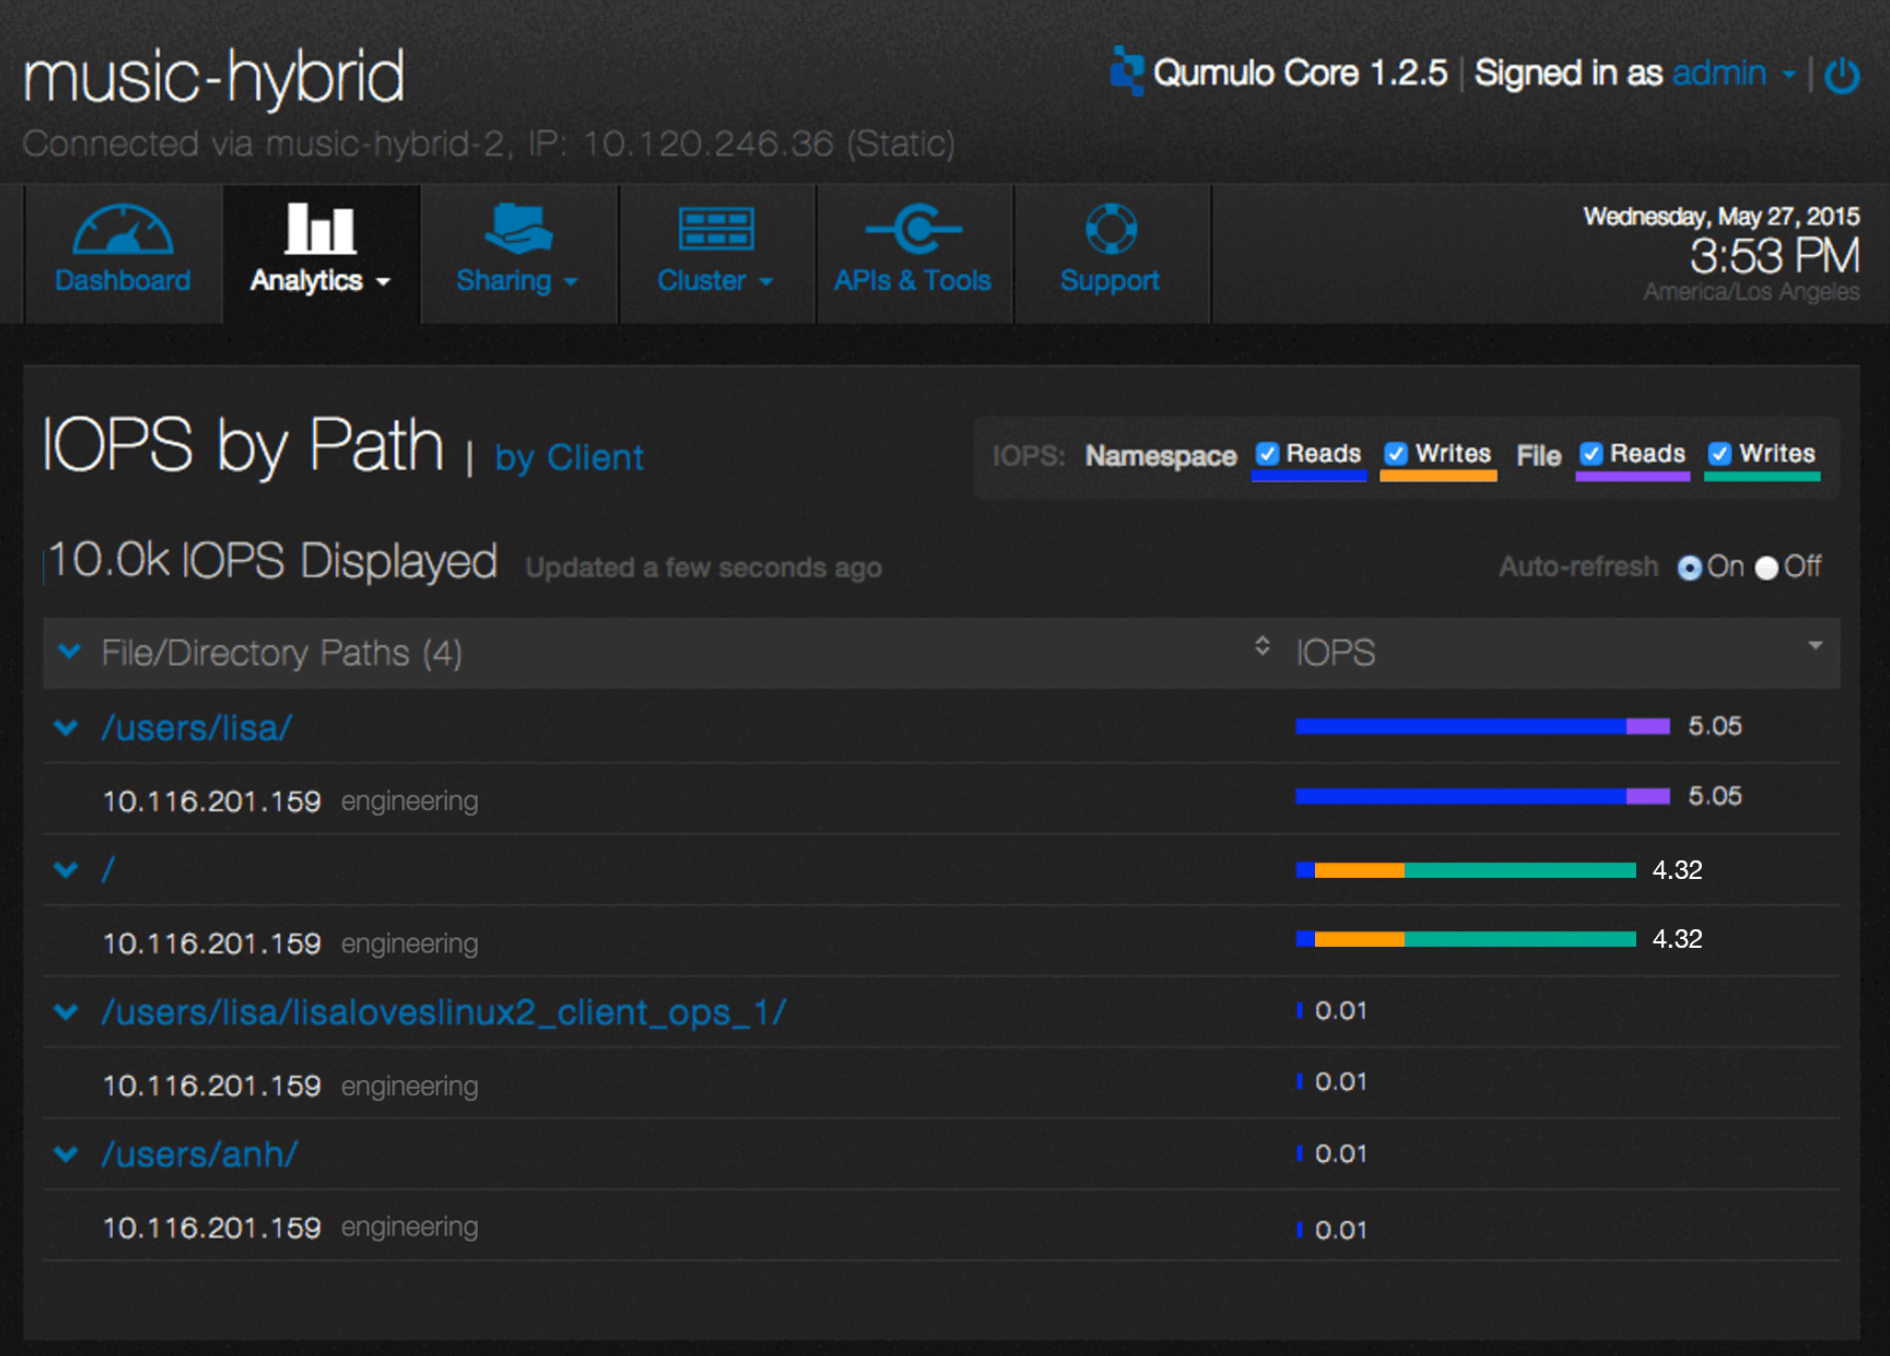 music-hybrid
Qumulo Core 1.2.5 | Signed in as admin |
Connected via music-hybrid-2, IP: 10.120.246.36 (Static)
Dashboard
Analytics
Sharing
Cluster
APIs & Tools
Support
Wednesday, May 27, 2015
3:53 PM
America/Los Angeles
IOPS by Path | by Client
IOPS: Namespace Reads Writes File Reads Writes
10.0k IOPS Displayed Updated a few seconds ago
Auto-refresh On Off
File/Directory Paths (4) IOPS
/users/lisa/ 5.05
10.116.201.159 engineering 5.05
/ 4.32
10.116.201.159 engineering 4.32
/users/lisa/lisaloveslinux2_client_ops_1/ 0.01
10.116.201.159 engineering 0.01
/users/anh/ 0.01
10.116.201.159 engineering 0.01